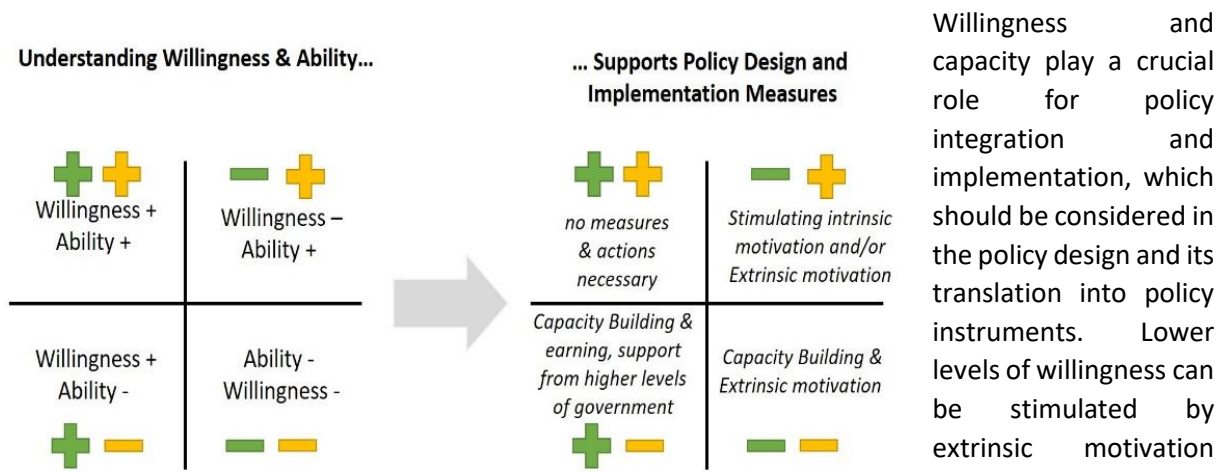 Understanding Willingness & Ability...
Willingness +
Ability +
Willingness –
Ability +
Willingness +
Ability -
Ability -
Willingness -
... Supports Policy Design and
Implementation Measures
no measures
& actions
necessary
Stimulating intrinsic
motivation and/or
Extrinsic motivation
Capacity Building &
earning, support
from higher levels
of government
Capacity Building &
Extrinsic motivation
Willingness and
capacity play a crucial
role for policy
integration and
implementation, which
should be considered in
the policy design and its
translation into policy
instruments. Lower
levels of willingness can
be stimulated by
extrinsic motivation